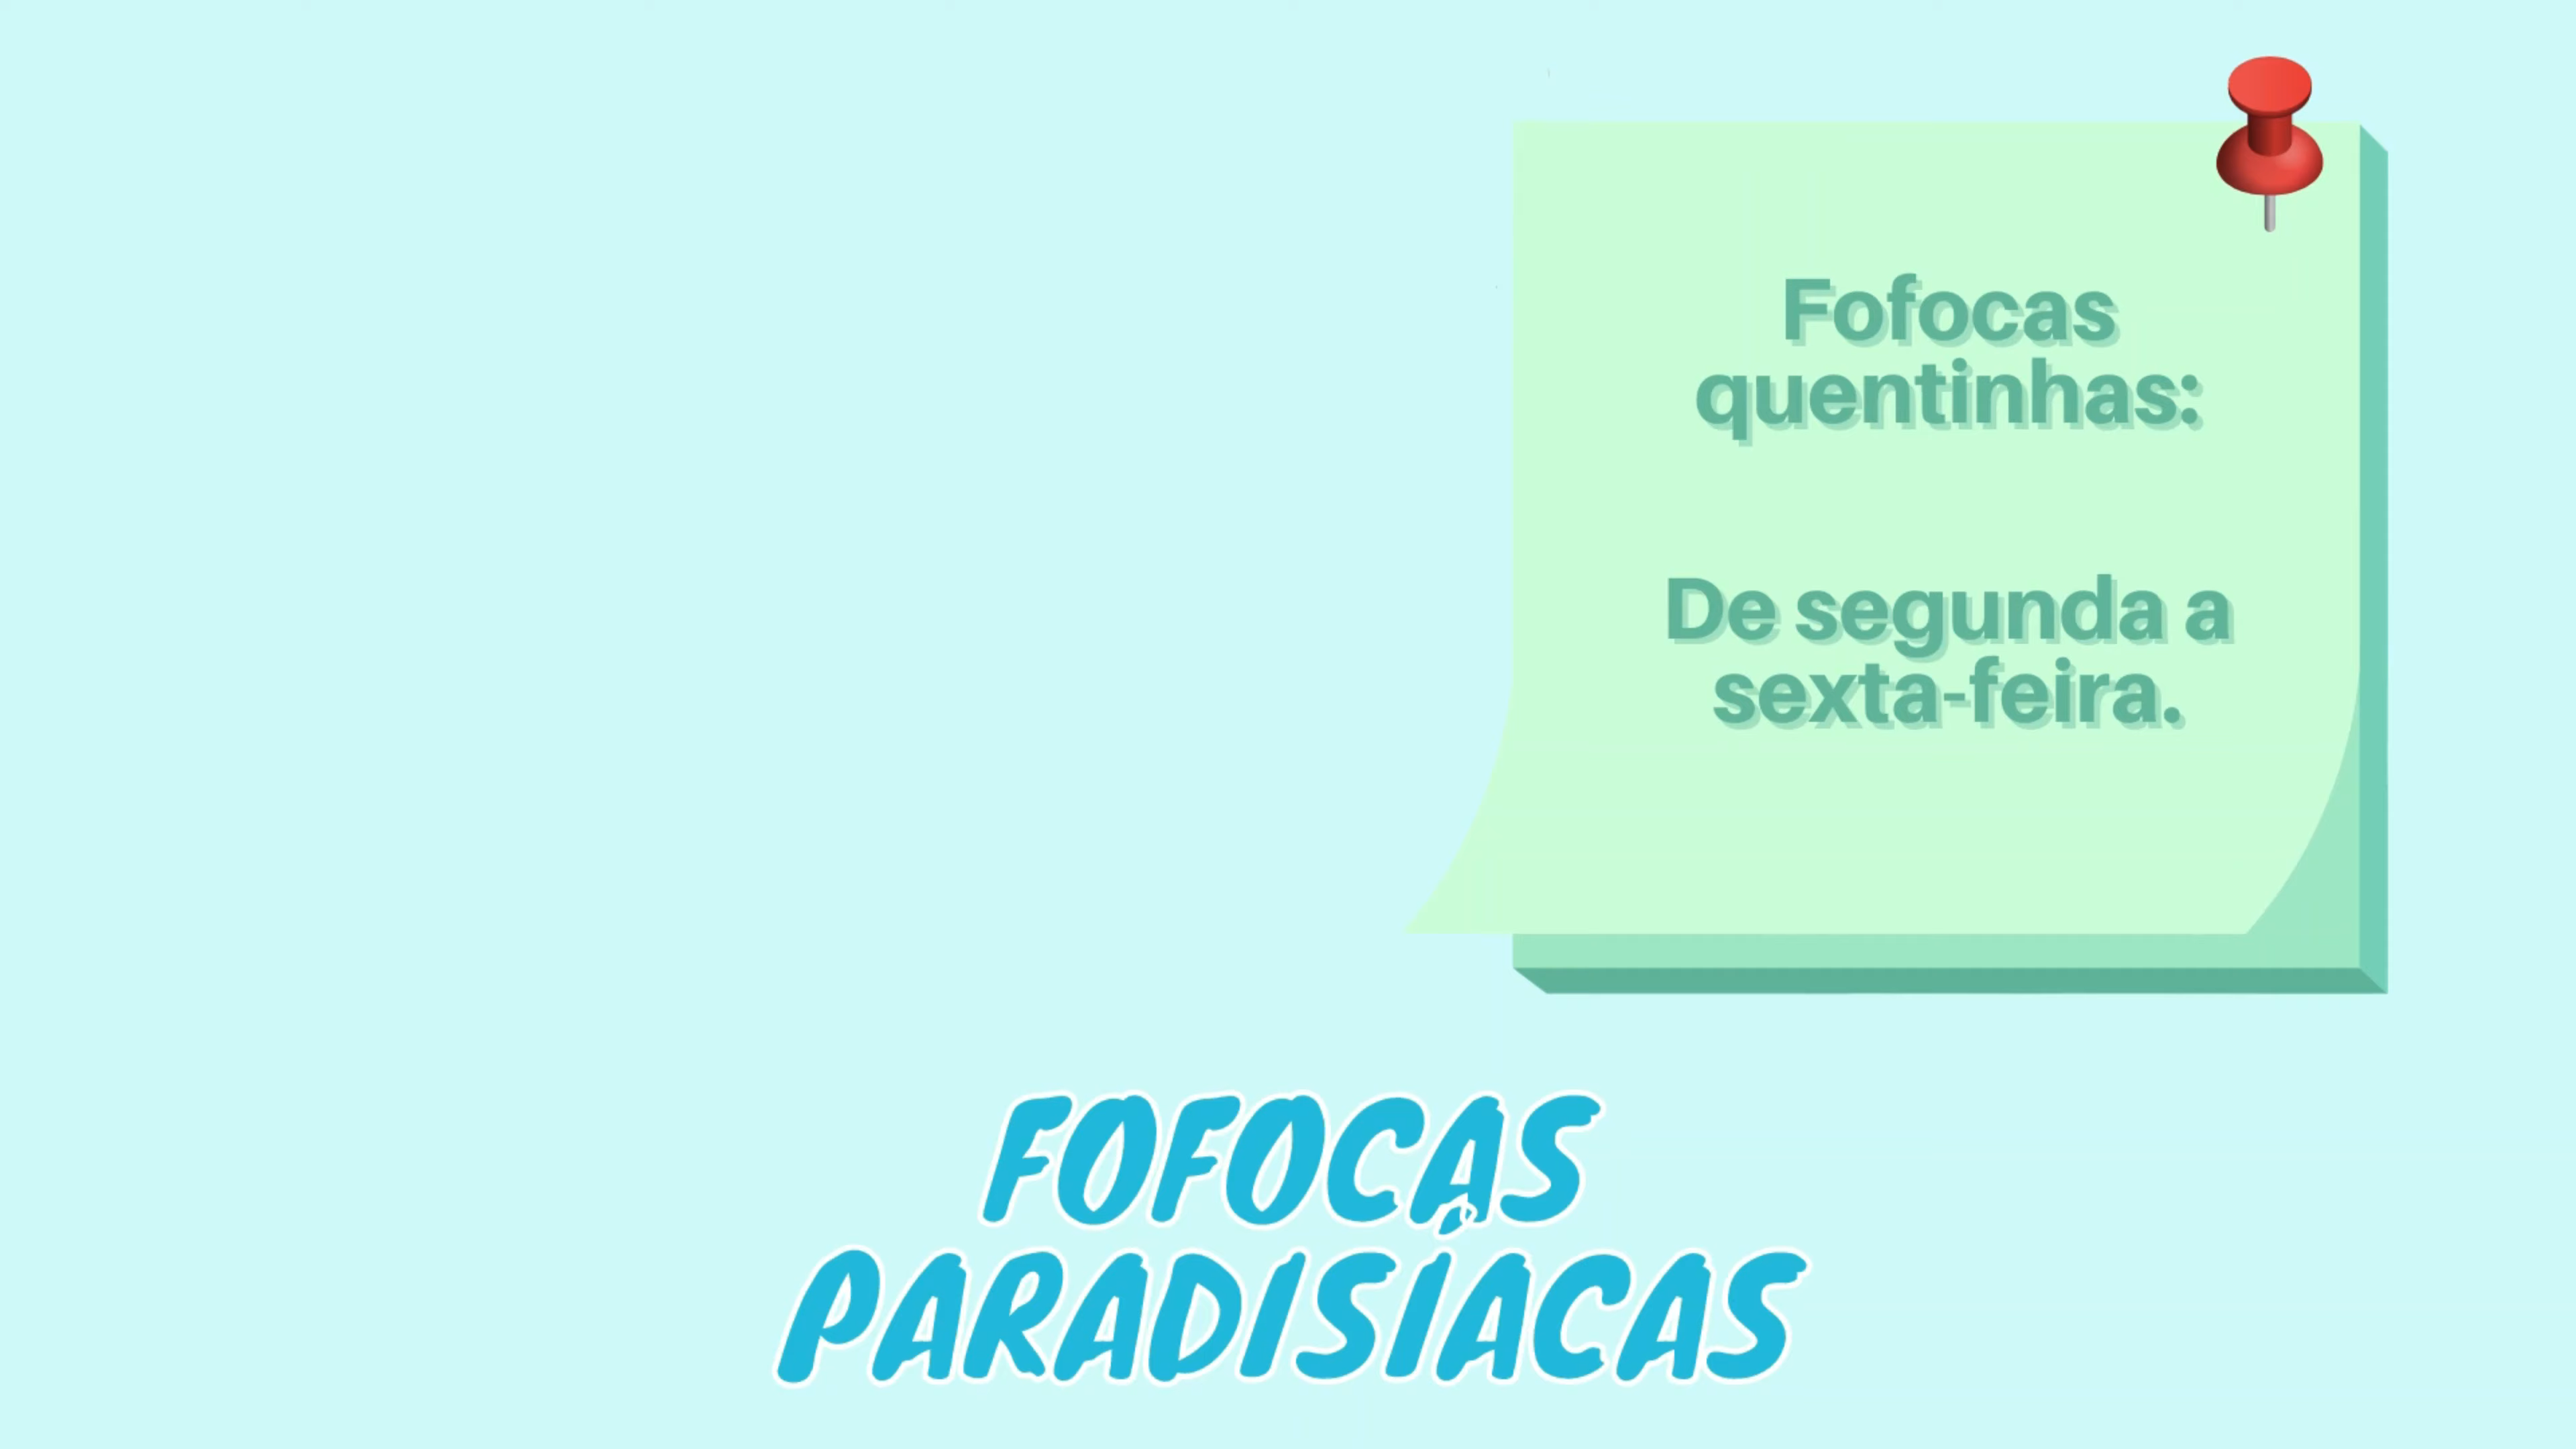 Fofocas
quentinhas:
De segunda a
sexta-feira.
FOFOCAS
PARADISÍACAS